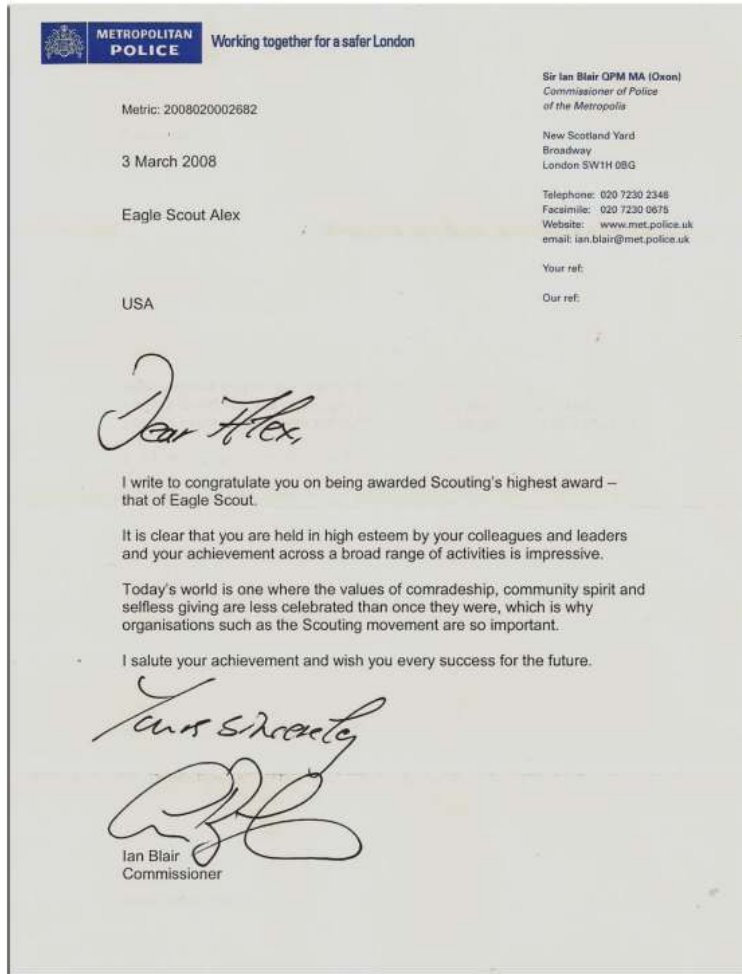 METROPOLITAN
POLICE
Working together for a safer London
Sir Ian Blair QPM MA (Oxon)
Commissioner of Police
of the Metropolis
New Scotland Yard
Broadway
London SW1H 0BG
Telephone: 020 7230 2346
Facsimile: 020 7230 0675
Website: www.met.police.uk
email: ian.blair@met.police.uk
Your ref:
Our ref:
Metric: 2008020002682
3 March 2008
Eagle Scout Alex
USA
Dear Alex,
I write to congratulate you on being awarded Scouting's highest award –
that of Eagle Scout.
It is clear that you are held in high esteem by your colleagues and leaders
and your achievement across a broad range of activities is impressive.
Today's world is one where the values of comradeship, community spirit and
selfless giving are less celebrated than once they were, which is why
organisations such as the Scouting movement are so important.
I salute your achievement and wish you every success for the future.
Yours sincerely
Ian Blair
Commissioner